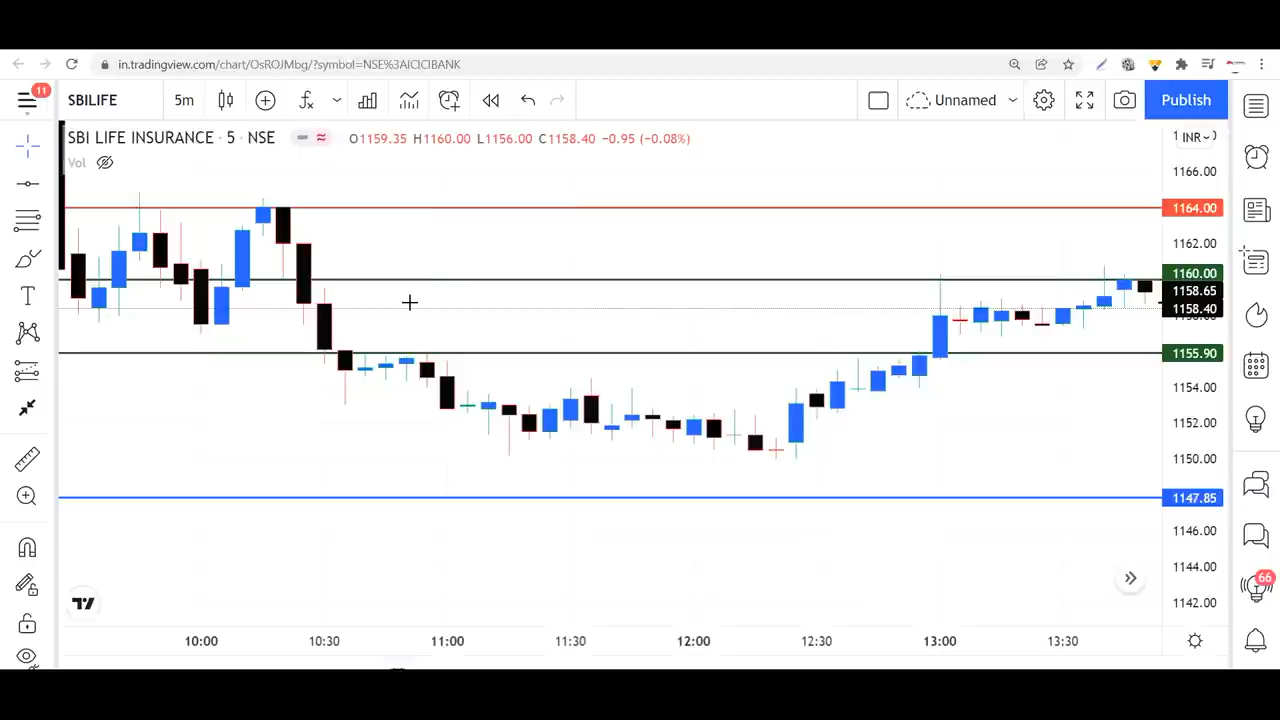 in.tradingview.com/chart/OsROJMbg/?symbol=NSE%3AICICIBANK
11
SBILIFE
5m
Unnamed
Publish
SBI LIFE INSURANCE · 5 · NSE
O1159.35 H1160.00 L1156.00 C1158.40 −0.95 (−0.08%)
INR
Vol
1166.00
1164.00
1162.00
1160.00
1158.65
1158.40
1155.90
1154.00
1152.00
1150.00
1147.85
1146.00
1144.00
1142.00
66
10:00 10:30 11:00 11:30 12:00 12:30 13:00 13:30